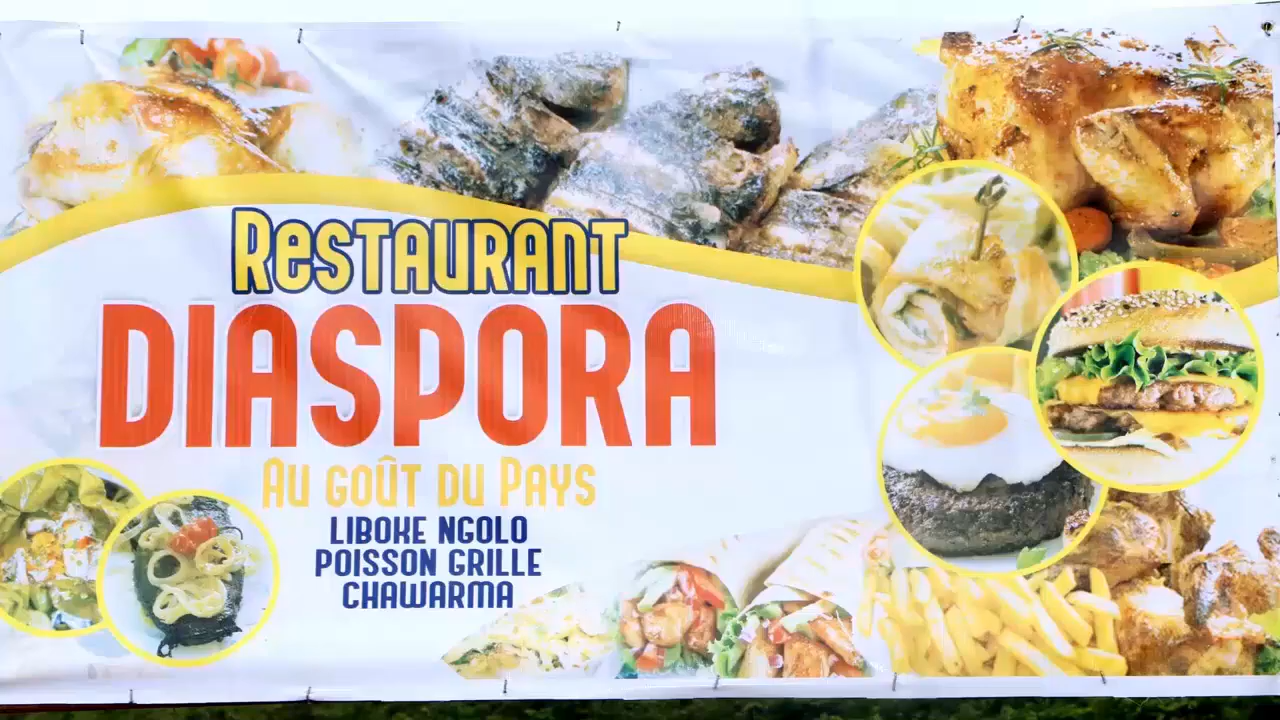 RESTAURANT
DIASPORA
AU GOÛT DU PAYS
LIBOKE NGOLO
POISSON GRILLE
CHAWARMA